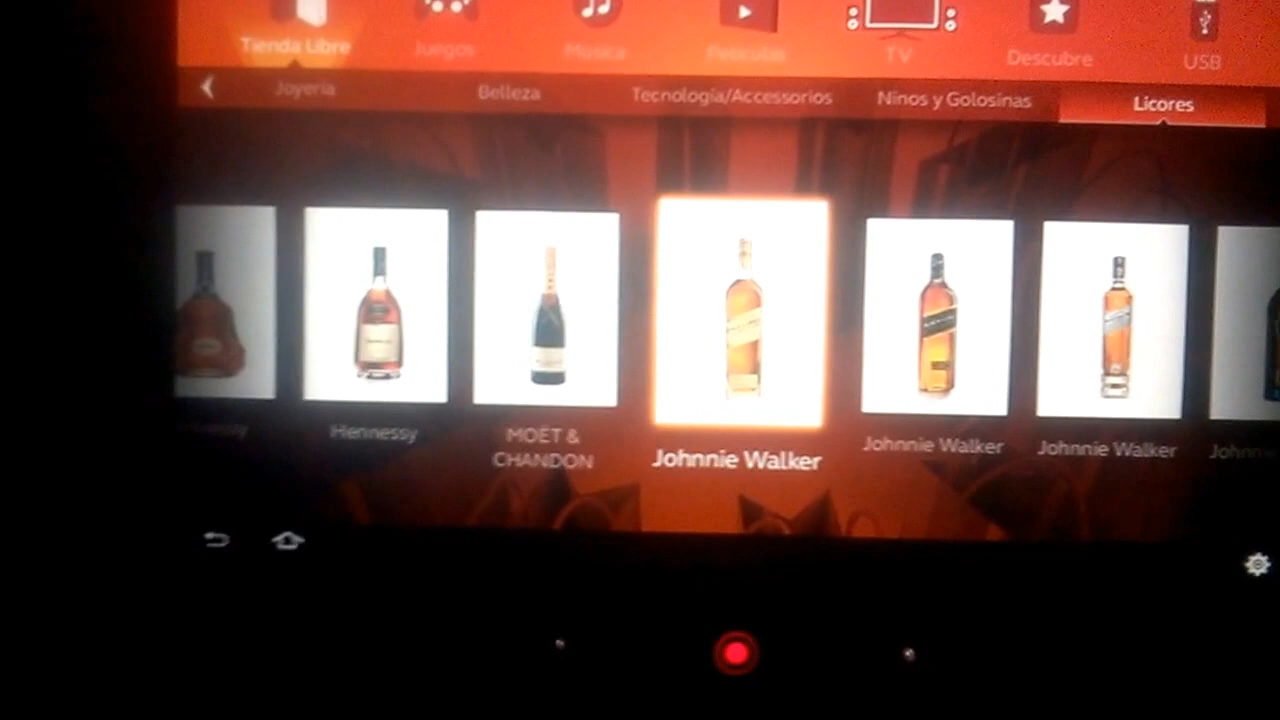 Tienda Libre
Juegos
Música
Películas
TV
Descubre
USB
Joyería
Belleza
Tecnología/Accessorios
Ninos y Golosinas
Licores
Hennessy
MOËT &
CHANDON
Johnnie Walker
Johnnie Walker
Johnnie Walker